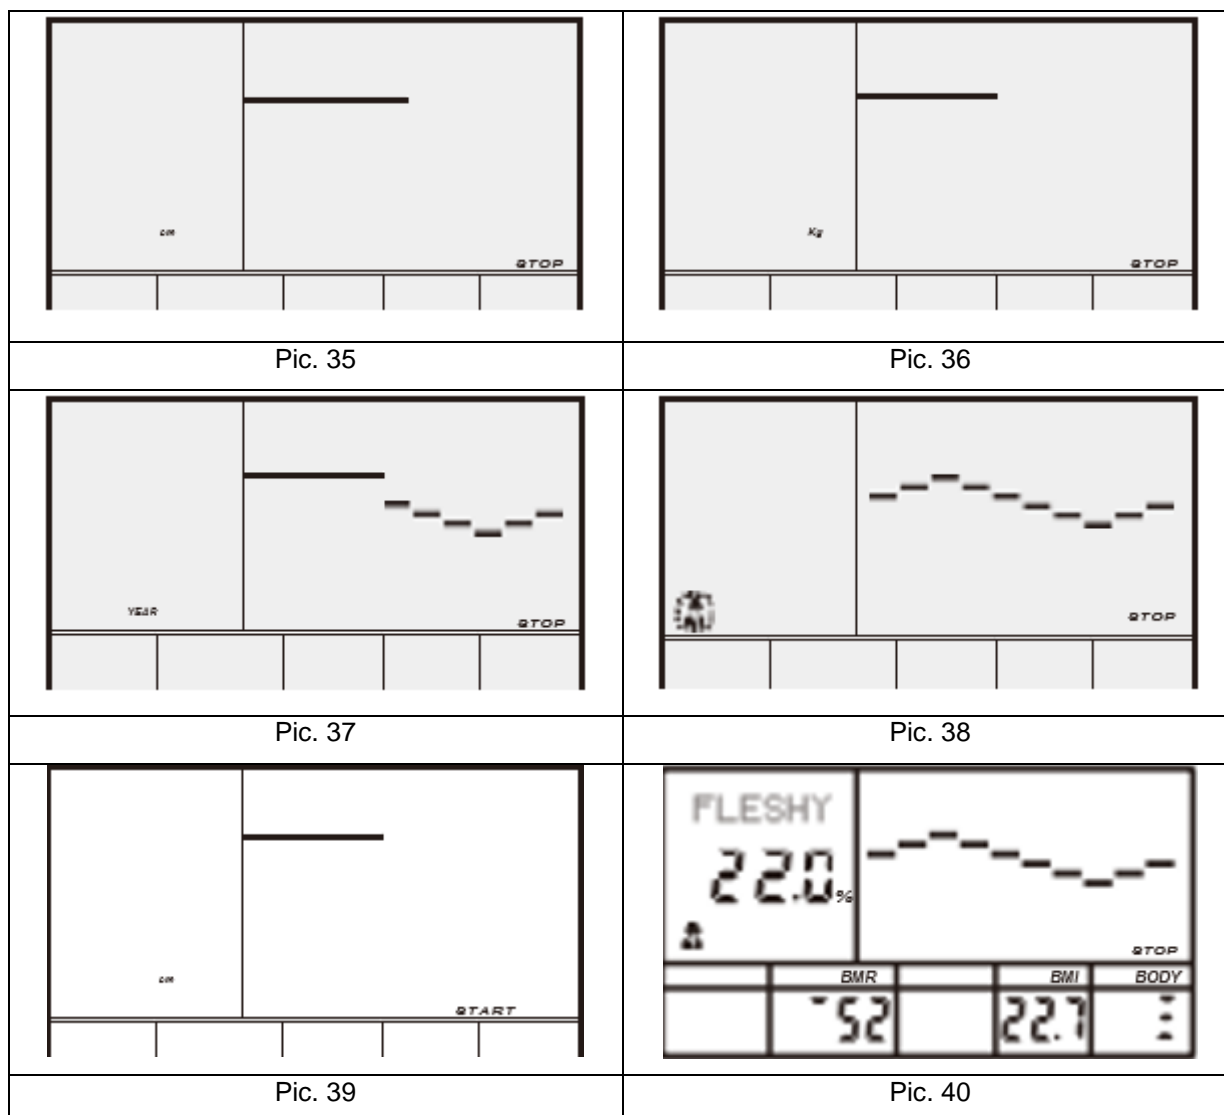 cm
Kg
STOP
STOP
Pic. 35
Pic. 36
YEAR
STOP
STOP
Pic. 37
Pic. 38
cm
START
FLESHY
22.0%
STOP
BMR
BMI
BODY
52
22.7
Pic. 39
Pic. 40